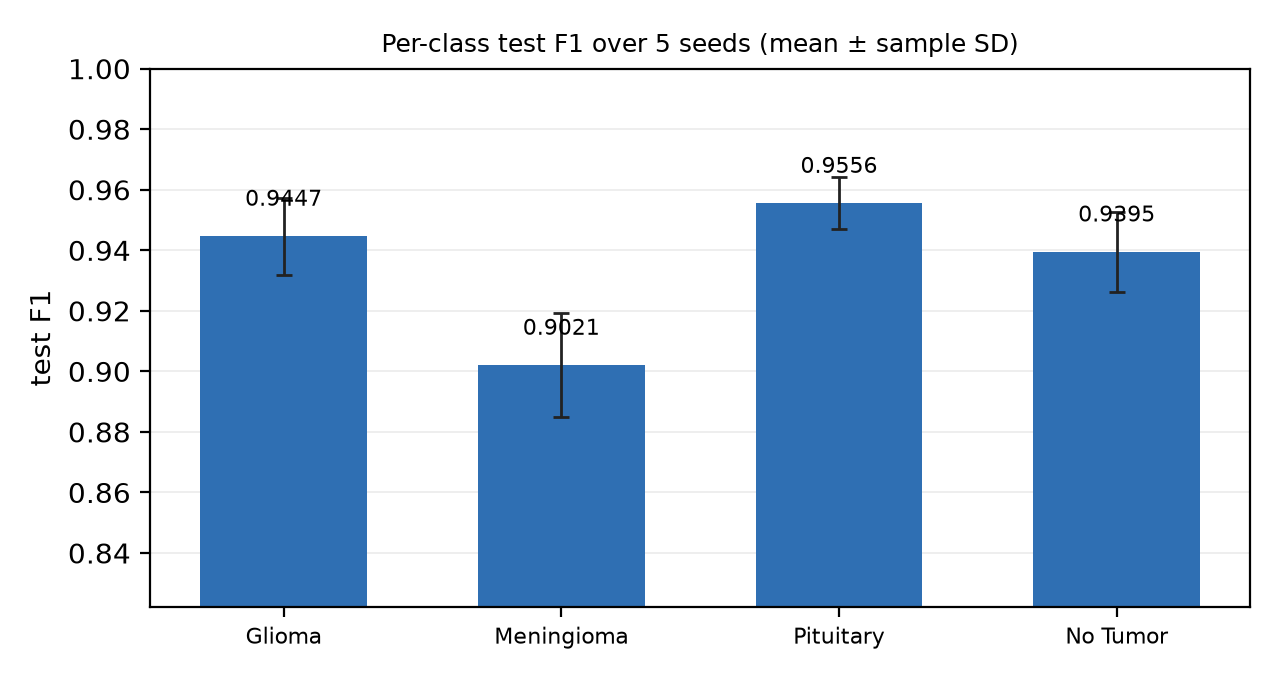 Per-class test F1 over 5 seeds (mean ± sample SD)
1.00
0.98
0.96
0.94
0.92
0.90
0.88
0.86
0.84
test F1
0.9447
0.9021
0.9556
0.9395
Glioma
Meningioma
Pituitary
No Tumor